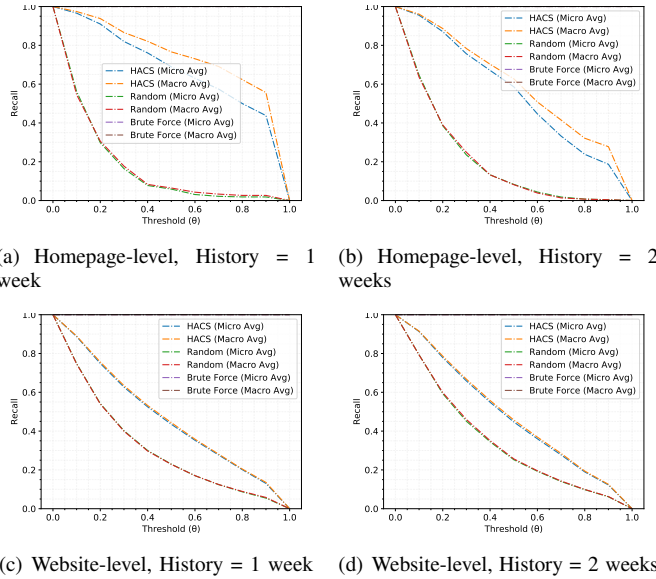 1.0
0.8
0.6
0.4
0.2
0.0
Recall
0.0 0.2 0.4 0.6 0.8 1.0
Threshold (θ)
HACS (Micro Avg)
HACS (Macro Avg)
Random (Micro Avg)
Random (Macro Avg)
Brute Force (Micro Avg)
Brute Force (Macro Avg)
(a) Homepage-level, History = 1
week
1.0
0.8
0.6
0.4
0.2
0.0
Recall
0.0 0.2 0.4 0.6 0.8 1.0
Threshold (θ)
HACS (Micro Avg)
HACS (Macro Avg)
Random (Micro Avg)
Random (Macro Avg)
Brute Force (Micro Avg)
Brute Force (Macro Avg)
(b) Homepage-level, History = 2
weeks
1.0
0.8
0.6
0.4
0.2
0.0
Recall
0.0 0.2 0.4 0.6 0.8 1.0
Threshold (θ)
HACS (Micro Avg)
HACS (Macro Avg)
Random (Micro Avg)
Random (Macro Avg)
Brute Force (Micro Avg)
Brute Force (Macro Avg)
(c) Website-level, History = 1 week
1.0
0.8
0.6
0.4
0.2
0.0
Recall
0.0 0.2 0.4 0.6 0.8 1.0
Threshold (θ)
HACS (Micro Avg)
HACS (Macro Avg)
Random (Micro Avg)
Random (Macro Avg)
Brute Force (Micro Avg)
Brute Force (Macro Avg)
(d) Website-level, History = 2 weeks